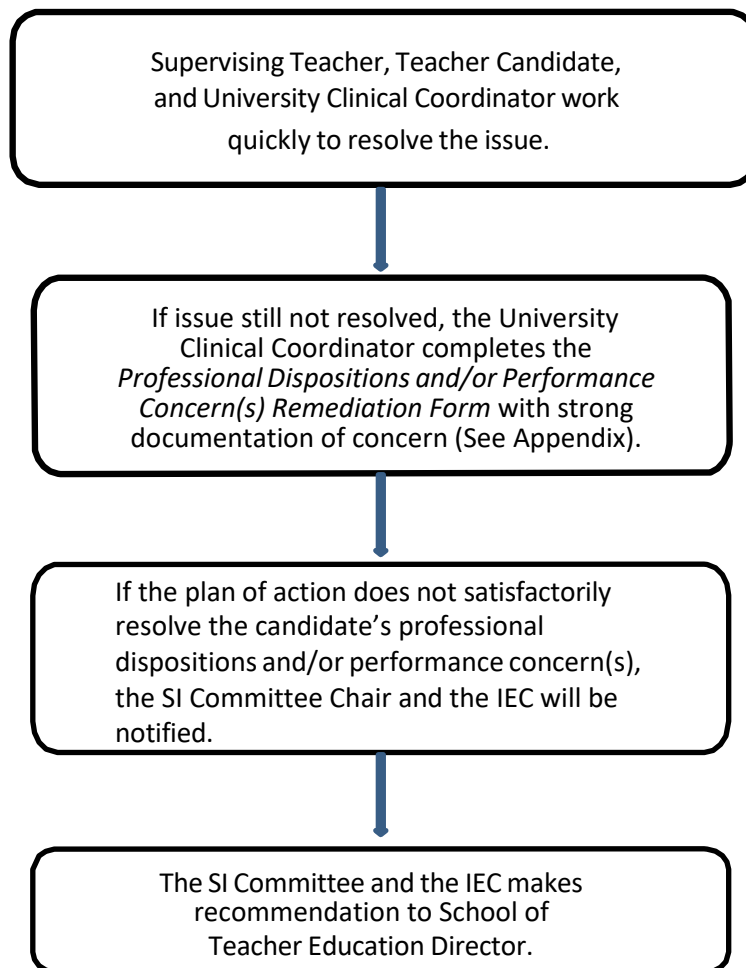 Supervising Teacher, Teacher Candidate,
and University Clinical Coordinator work
quickly to resolve the issue.
If issue still not resolved, the University
Clinical Coordinator completes the
Professional Dispositions and/or Performance
Concern(s) Remediation Form with strong
documentation of concern (See Appendix).
If the plan of action does not satisfactorily
resolve the candidate’s professional
dispositions and/or performance concern(s),
the SI Committee Chair and the IEC will be
notified.
The SI Committee and the IEC makes
recommendation to School of
Teacher Education Director.